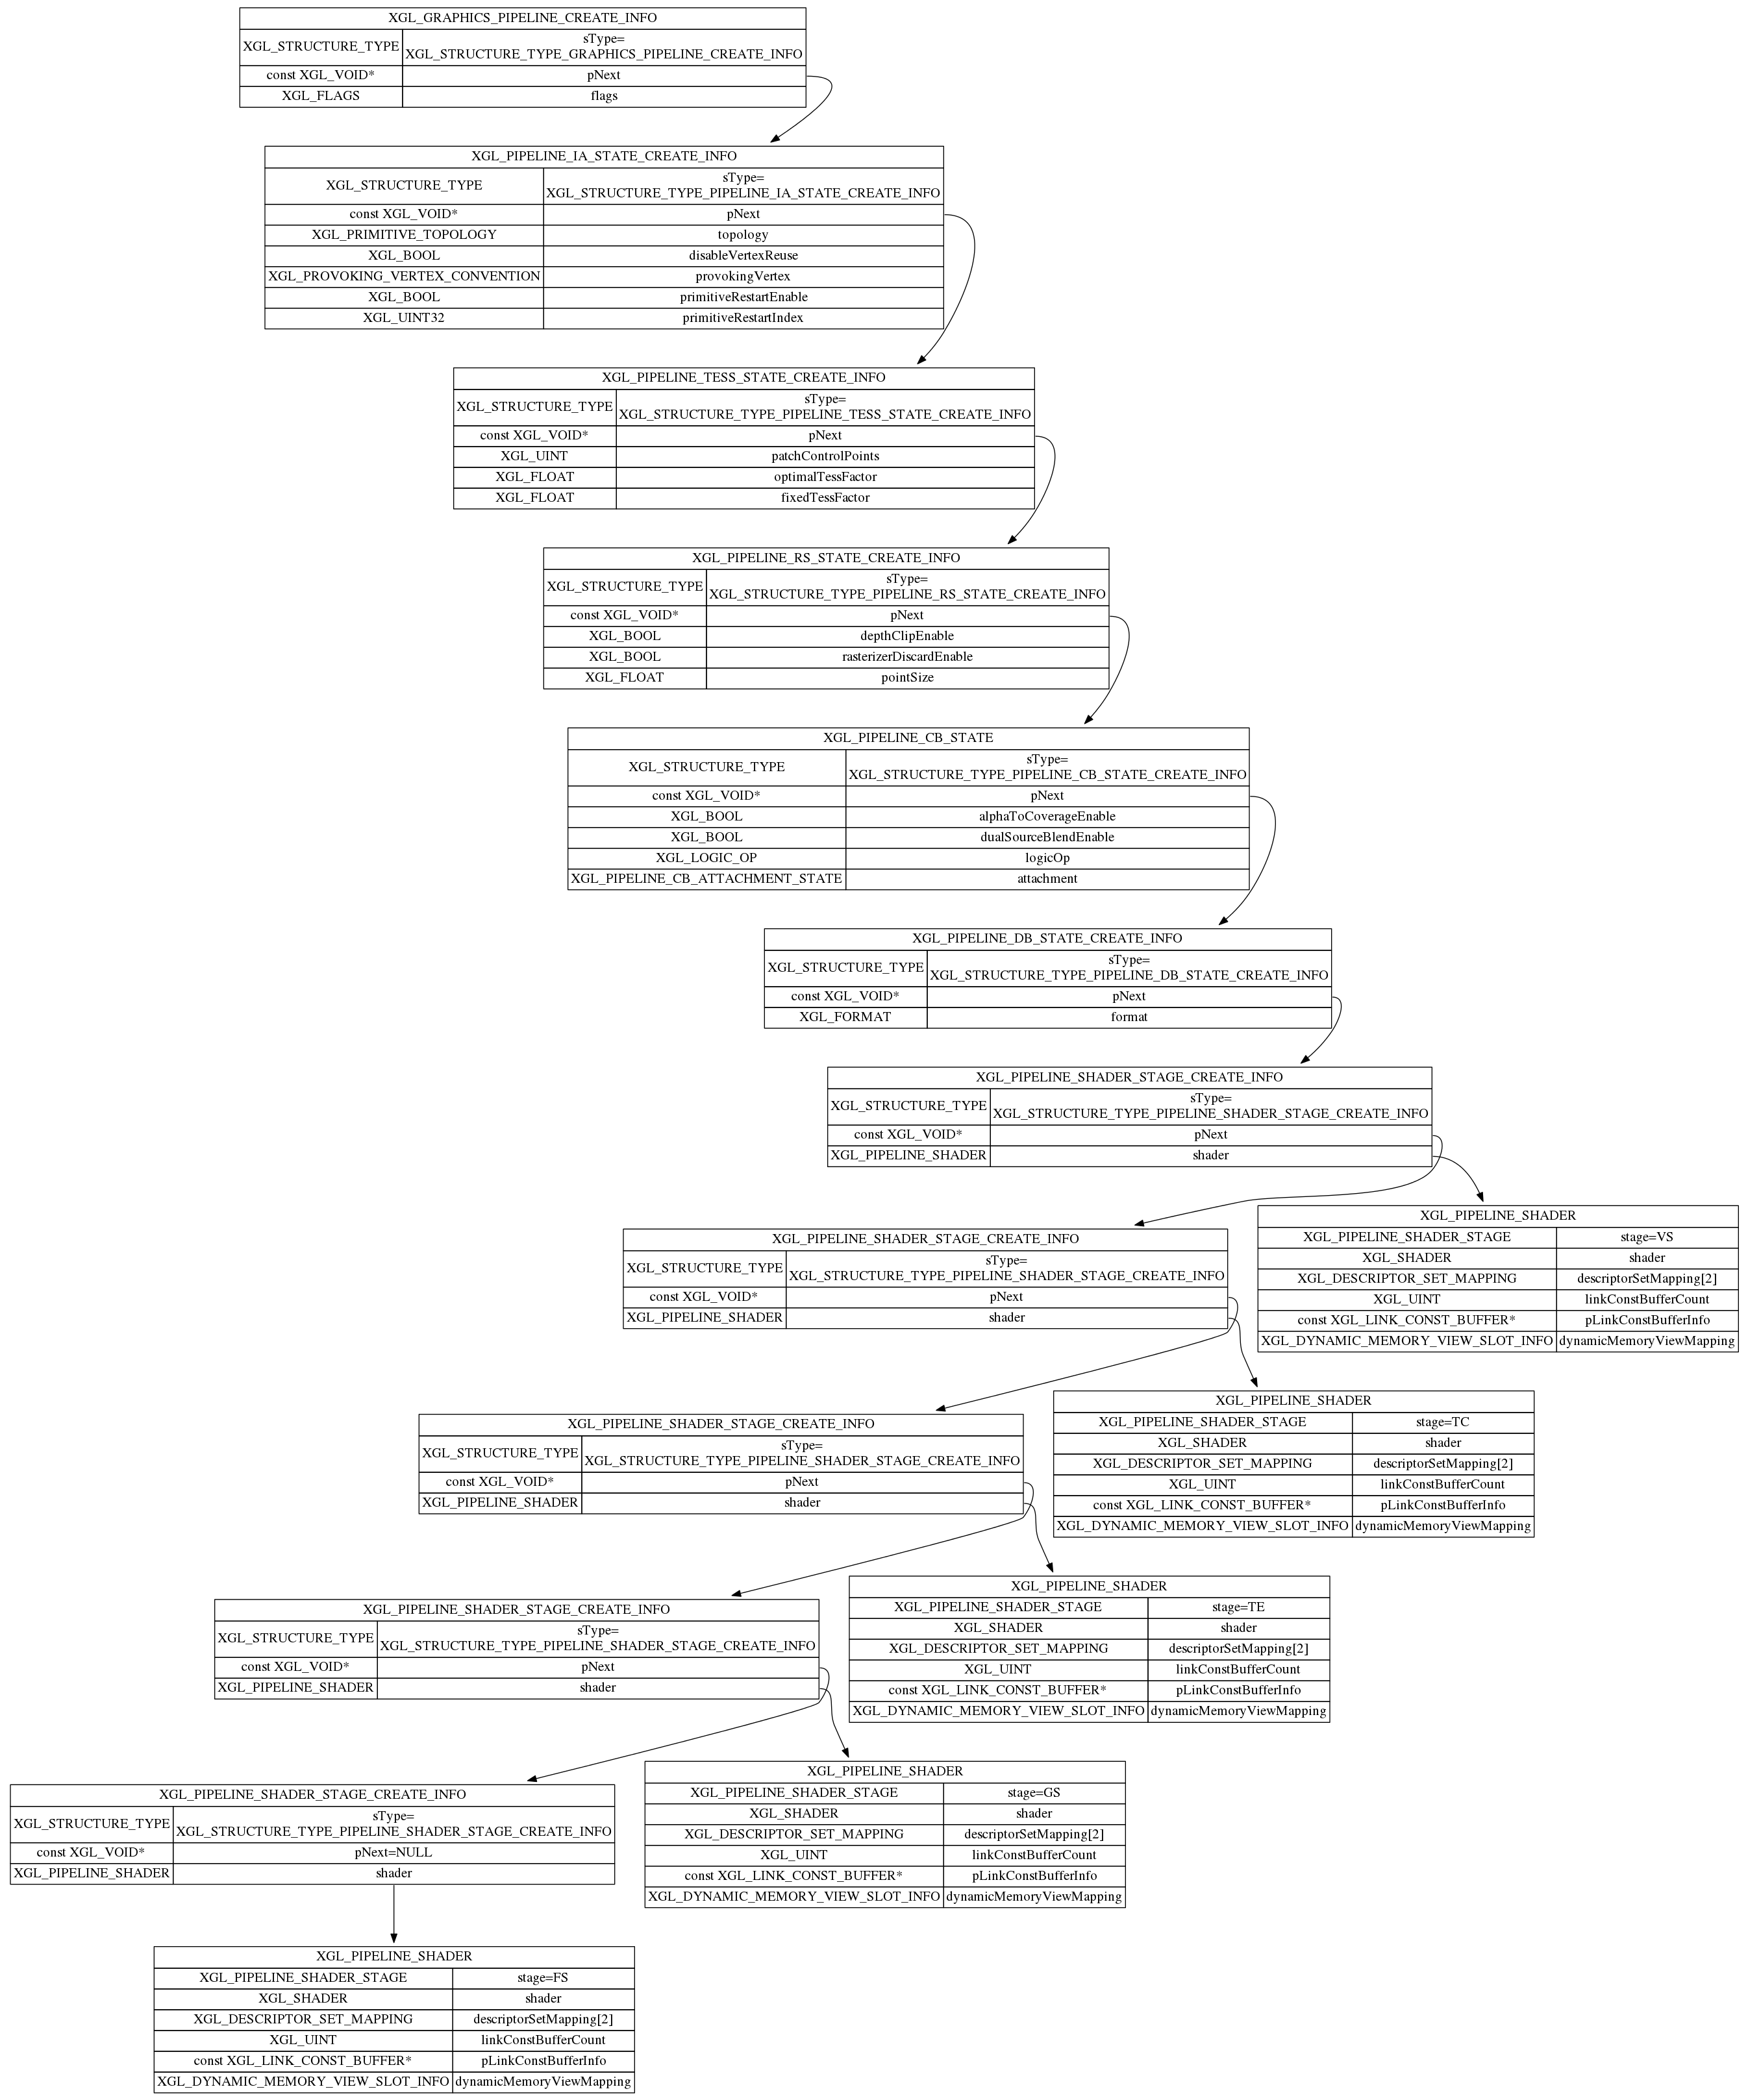 XGL_GRAPHICS_PIPELINE_CREATE_INFO
XGL_STRUCTURE_TYPE sType=
XGL_STRUCTURE_TYPE_GRAPHICS_PIPELINE_CREATE_INFO
const XGL_VOID* pNext
XGL_FLAGS flags
XGL_PIPELINE_IA_STATE_CREATE_INFO
XGL_STRUCTURE_TYPE sType=
XGL_STRUCTURE_TYPE_PIPELINE_IA_STATE_CREATE_INFO
const XGL_VOID* pNext
XGL_PRIMITIVE_TOPOLOGY topology
XGL_BOOL disableVertexReuse
XGL_PROVOKING_VERTEX_CONVENTION provokingVertex
XGL_BOOL primitiveRestartEnable
XGL_UINT32 primitiveRestartIndex
XGL_PIPELINE_TESS_STATE_CREATE_INFO
XGL_STRUCTURE_TYPE sType=
XGL_STRUCTURE_TYPE_PIPELINE_TESS_STATE_CREATE_INFO
const XGL_VOID* pNext
XGL_UINT patchControlPoints
XGL_FLOAT optimalTessFactor
XGL_FLOAT fixedTessFactor
XGL_PIPELINE_RS_STATE_CREATE_INFO
XGL_STRUCTURE_TYPE sType=
XGL_STRUCTURE_TYPE_PIPELINE_RS_STATE_CREATE_INFO
const XGL_VOID* pNext
XGL_BOOL depthClipEnable
XGL_BOOL rasterizerDiscardEnable
XGL_FLOAT pointSize
XGL_PIPELINE_CB_STATE
XGL_STRUCTURE_TYPE sType=
XGL_STRUCTURE_TYPE_PIPELINE_CB_STATE_CREATE_INFO
const XGL_VOID* pNext
XGL_BOOL alphaToCoverageEnable
XGL_BOOL dualSourceBlendEnable
XGL_LOGIC_OP logicOp
XGL_PIPELINE_CB_ATTACHMENT_STATE attachment
XGL_PIPELINE_DB_STATE_CREATE_INFO
XGL_STRUCTURE_TYPE sType=
XGL_STRUCTURE_TYPE_PIPELINE_DB_STATE_CREATE_INFO
const XGL_VOID* pNext
XGL_FORMAT format
XGL_PIPELINE_SHADER_STAGE_CREATE_INFO
XGL_STRUCTURE_TYPE sType=
XGL_STRUCTURE_TYPE_PIPELINE_SHADER_STAGE_CREATE_INFO
const XGL_VOID* pNext
XGL_PIPELINE_SHADER shader
XGL_PIPELINE_SHADER
XGL_PIPELINE_SHADER_STAGE stage=VS
XGL_SHADER shader
XGL_DESCRIPTOR_SET_MAPPING descriptorSetMapping[2]
XGL_UINT linkConstBufferCount
const XGL_LINK_CONST_BUFFER* pLinkConstBufferInfo
XGL_DYNAMIC_MEMORY_VIEW_SLOT_INFO dynamicMemoryViewMapping
XGL_PIPELINE_SHADER_STAGE_CREATE_INFO
XGL_STRUCTURE_TYPE sType=
XGL_STRUCTURE_TYPE_PIPELINE_SHADER_STAGE_CREATE_INFO
const XGL_VOID* pNext
XGL_PIPELINE_SHADER shader
XGL_PIPELINE_SHADER
XGL_PIPELINE_SHADER_STAGE stage=TC
XGL_SHADER shader
XGL_DESCRIPTOR_SET_MAPPING descriptorSetMapping[2]
XGL_UINT linkConstBufferCount
const XGL_LINK_CONST_BUFFER* pLinkConstBufferInfo
XGL_DYNAMIC_MEMORY_VIEW_SLOT_INFO dynamicMemoryViewMapping
XGL_PIPELINE_SHADER_STAGE_CREATE_INFO
XGL_STRUCTURE_TYPE sType=
XGL_STRUCTURE_TYPE_PIPELINE_SHADER_STAGE_CREATE_INFO
const XGL_VOID* pNext
XGL_PIPELINE_SHADER shader
XGL_PIPELINE_SHADER
XGL_PIPELINE_SHADER_STAGE stage=TE
XGL_SHADER shader
XGL_DESCRIPTOR_SET_MAPPING descriptorSetMapping[2]
XGL_UINT linkConstBufferCount
const XGL_LINK_CONST_BUFFER* pLinkConstBufferInfo
XGL_DYNAMIC_MEMORY_VIEW_SLOT_INFO dynamicMemoryViewMapping
XGL_PIPELINE_SHADER_STAGE_CREATE_INFO
XGL_STRUCTURE_TYPE sType=
XGL_STRUCTURE_TYPE_PIPELINE_SHADER_STAGE_CREATE_INFO
const XGL_VOID* pNext
XGL_PIPELINE_SHADER shader
XGL_PIPELINE_SHADER
XGL_PIPELINE_SHADER_STAGE stage=GS
XGL_SHADER shader
XGL_DESCRIPTOR_SET_MAPPING descriptorSetMapping[2]
XGL_UINT linkConstBufferCount
const XGL_LINK_CONST_BUFFER* pLinkConstBufferInfo
XGL_DYNAMIC_MEMORY_VIEW_SLOT_INFO dynamicMemoryViewMapping
XGL_PIPELINE_SHADER_STAGE_CREATE_INFO
XGL_STRUCTURE_TYPE sType=
XGL_STRUCTURE_TYPE_PIPELINE_SHADER_STAGE_CREATE_INFO
const XGL_VOID* pNext=NULL
XGL_PIPELINE_SHADER shader
XGL_PIPELINE_SHADER
XGL_PIPELINE_SHADER_STAGE stage=FS
XGL_SHADER shader
XGL_DESCRIPTOR_SET_MAPPING descriptorSetMapping[2]
XGL_UINT linkConstBufferCount
const XGL_LINK_CONST_BUFFER* pLinkConstBufferInfo
XGL_DYNAMIC_MEMORY_VIEW_SLOT_INFO dynamicMemoryViewMapping